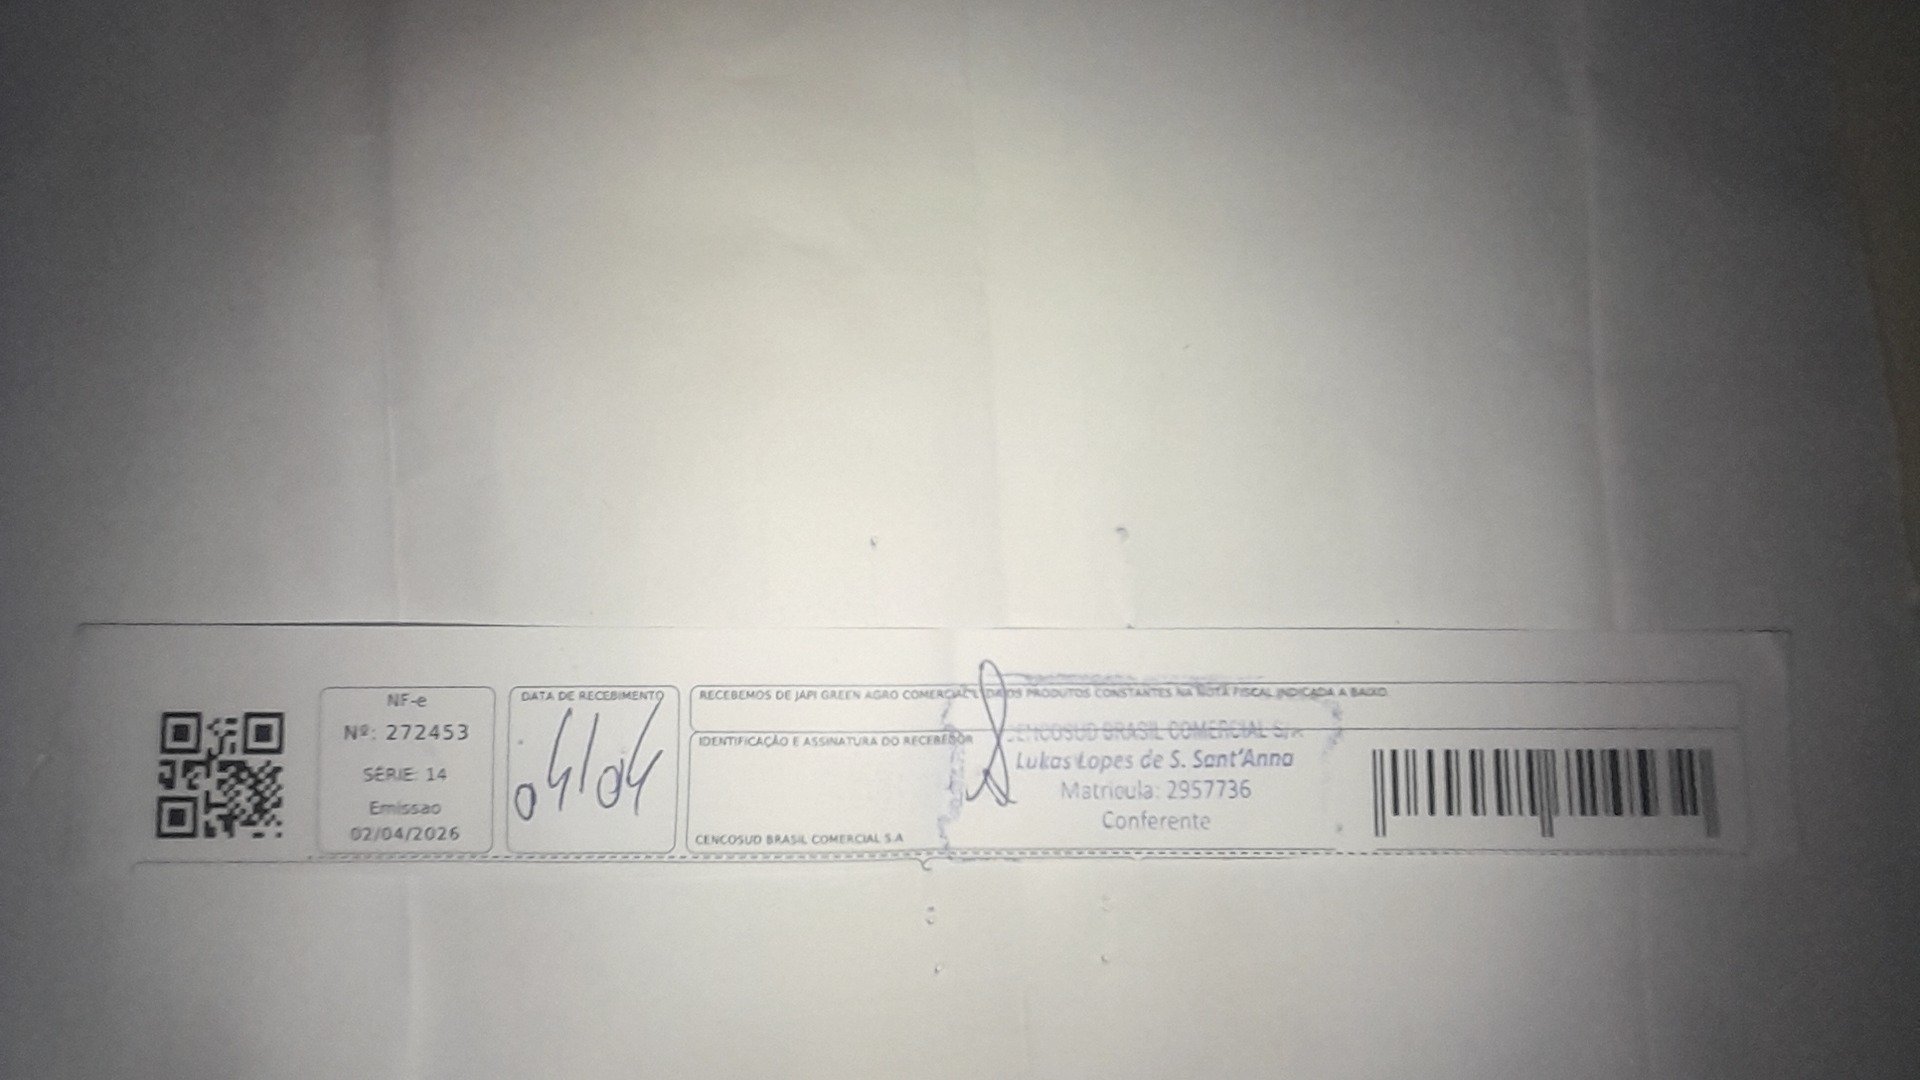 NF-e
Nº: 272453
SÉRIE: 14
Emissao
02/04/2026
DATA DE RECEBIMENTO
04/04
RECEBEMOS DE JAPI GREEN AGRO COMERCIAL LTDA OS PRODUTOS CONSTANTES NA NOTA FISCAL INDICADA A BAIXO
IDENTIFICAÇÃO E ASSINATURA DO RECEBEDOR
CENCOSUD BRASIL COMERCIAL S.A
CENCOSUD BRASIL COMERCIAL S/A
Lukas Lopes de S. Sant'Anna
Matricula: 2957736
Conferente